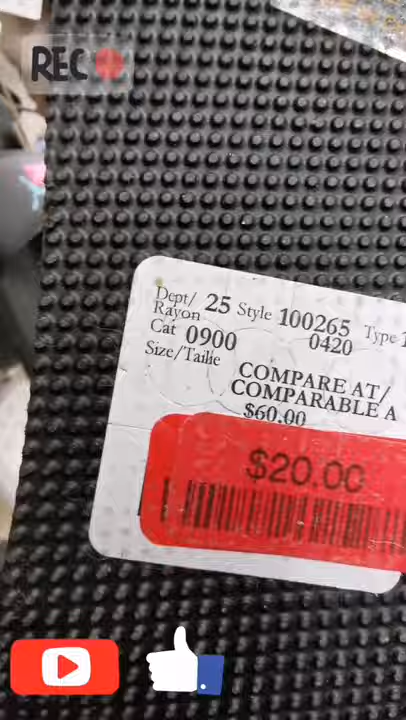 REC
Dept/ 25 Style 100265 Type
Rayon
0420
Cat 0900
Size/Taille
COMPARE AT/
COMPARABLE A
$60.00
$20.00